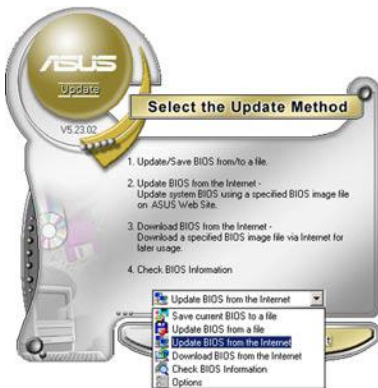 ASUS
Update
V5.23.02
Select the Update Method
1. Update/Save BIOS from/to a file.
2. Update BIOS from the Internet -
Update system BIOS using a specified BIOS image file
on ASUS Web Site.
3. Download BIOS from the Internet -
Download a specified BIOS image file via Internet for
later usage.
4. Check BIOS Information
Update BIOS from the Internet
Save current BIOS to a file
Update BIOS from a file
Update BIOS from the Internet
Download BIOS from the Internet
Check BIOS Information
Options